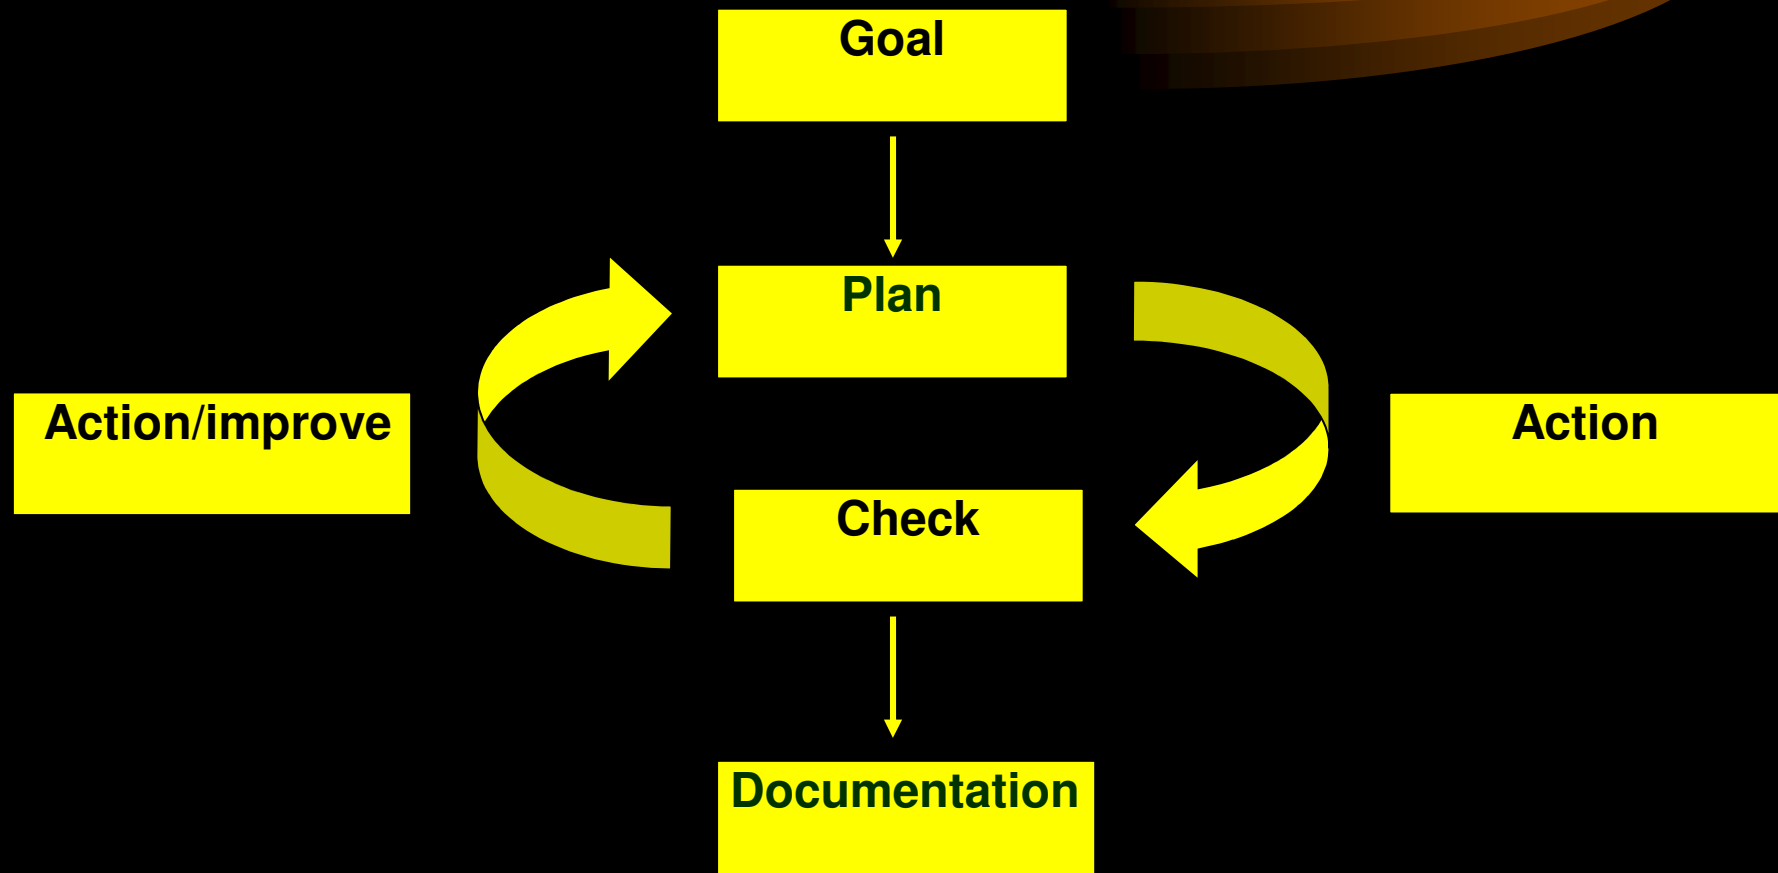 Goal
Plan
Action/improve
Action
Check
Documentation